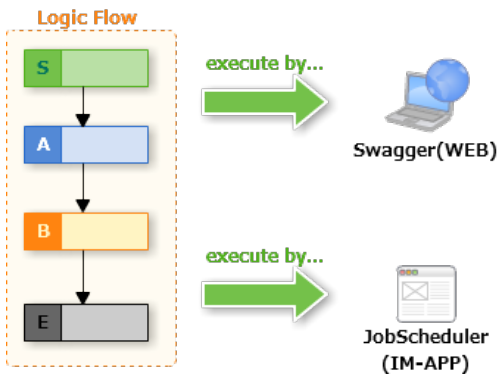 Logic Flow
S
A
B
E
execute by...
Swagger(WEB)
execute by...
JobScheduler
(IM-APP)